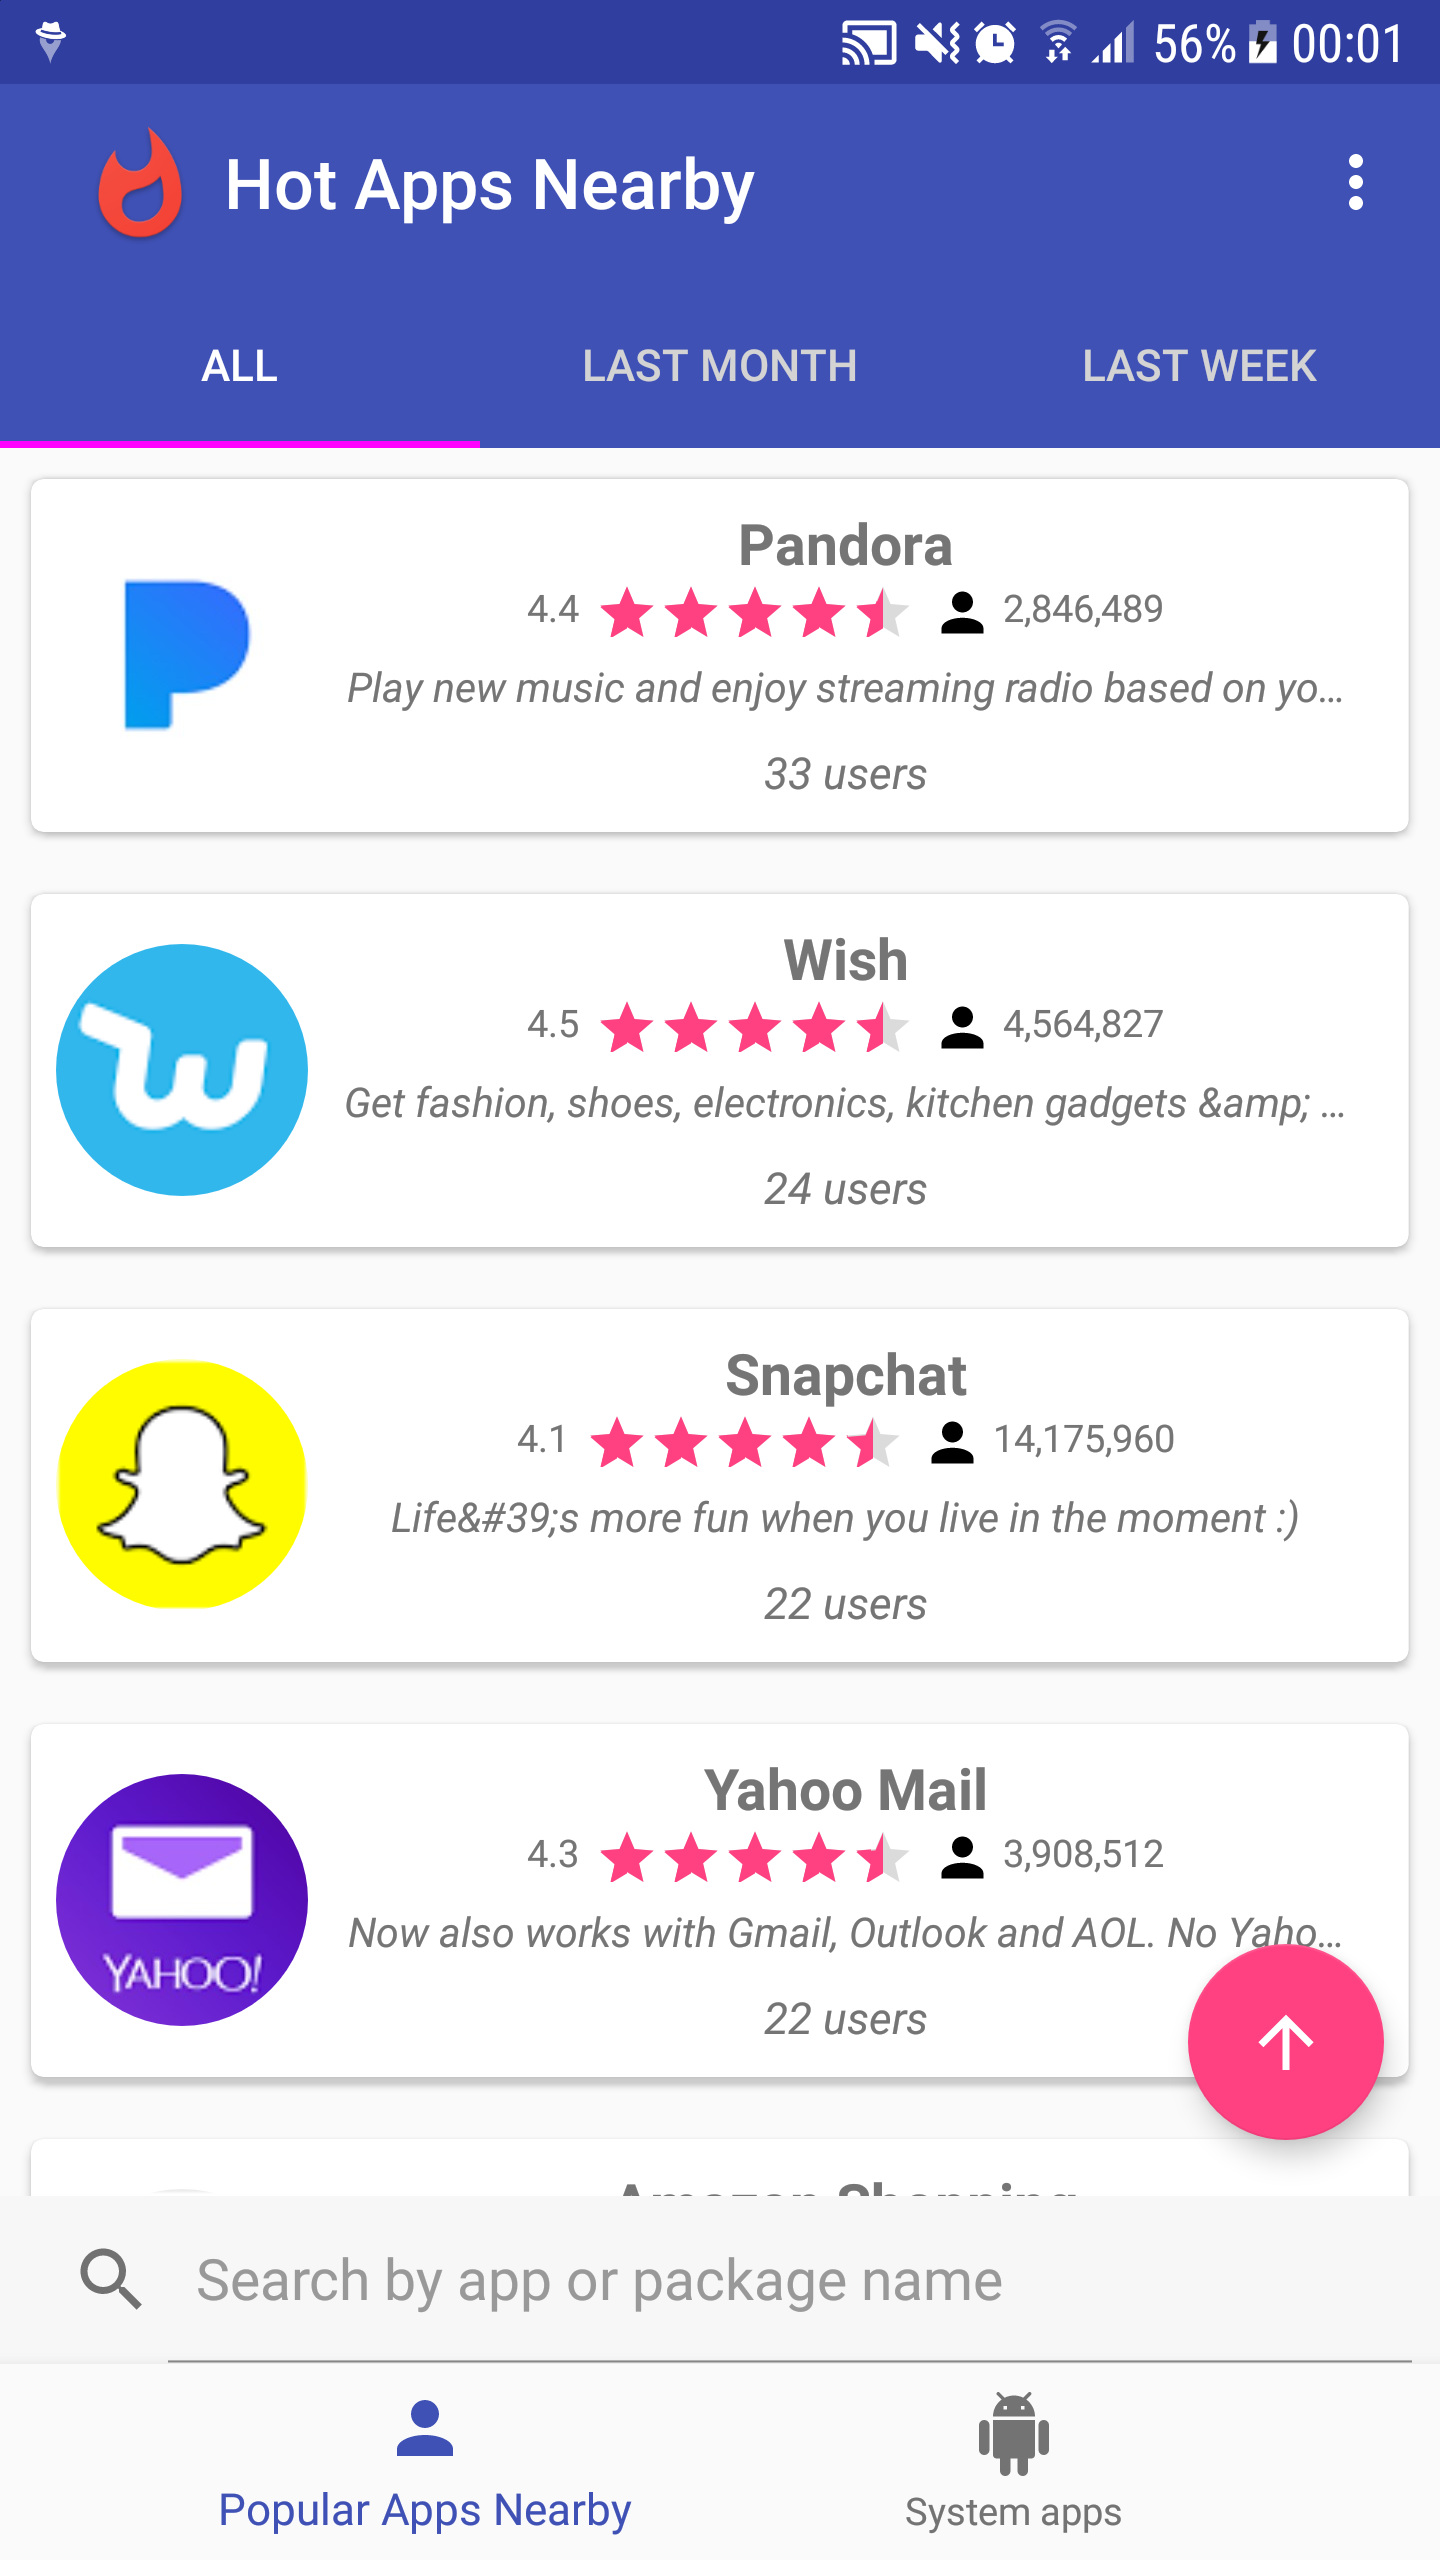 56% 00:01
Hot Apps Nearby
ALL LAST MONTH LAST WEEK
Pandora
4.4 2,846,489
Play new music and enjoy streaming radio based on yo...
33 users
Wish
4.5 4,564,827
Get fashion, shoes, electronics, kitchen gadgets &amp; ...
24 users
Snapchat
4.1 14,175,960
Life&#39;s more fun when you live in the moment :)
22 users
Yahoo Mail
4.3 3,908,512
Now also works with Gmail, Outlook and AOL. No Yaho...
YAHOO!
22 users
Amazon Shopping
Search by app or package name
Popular Apps Nearby System apps